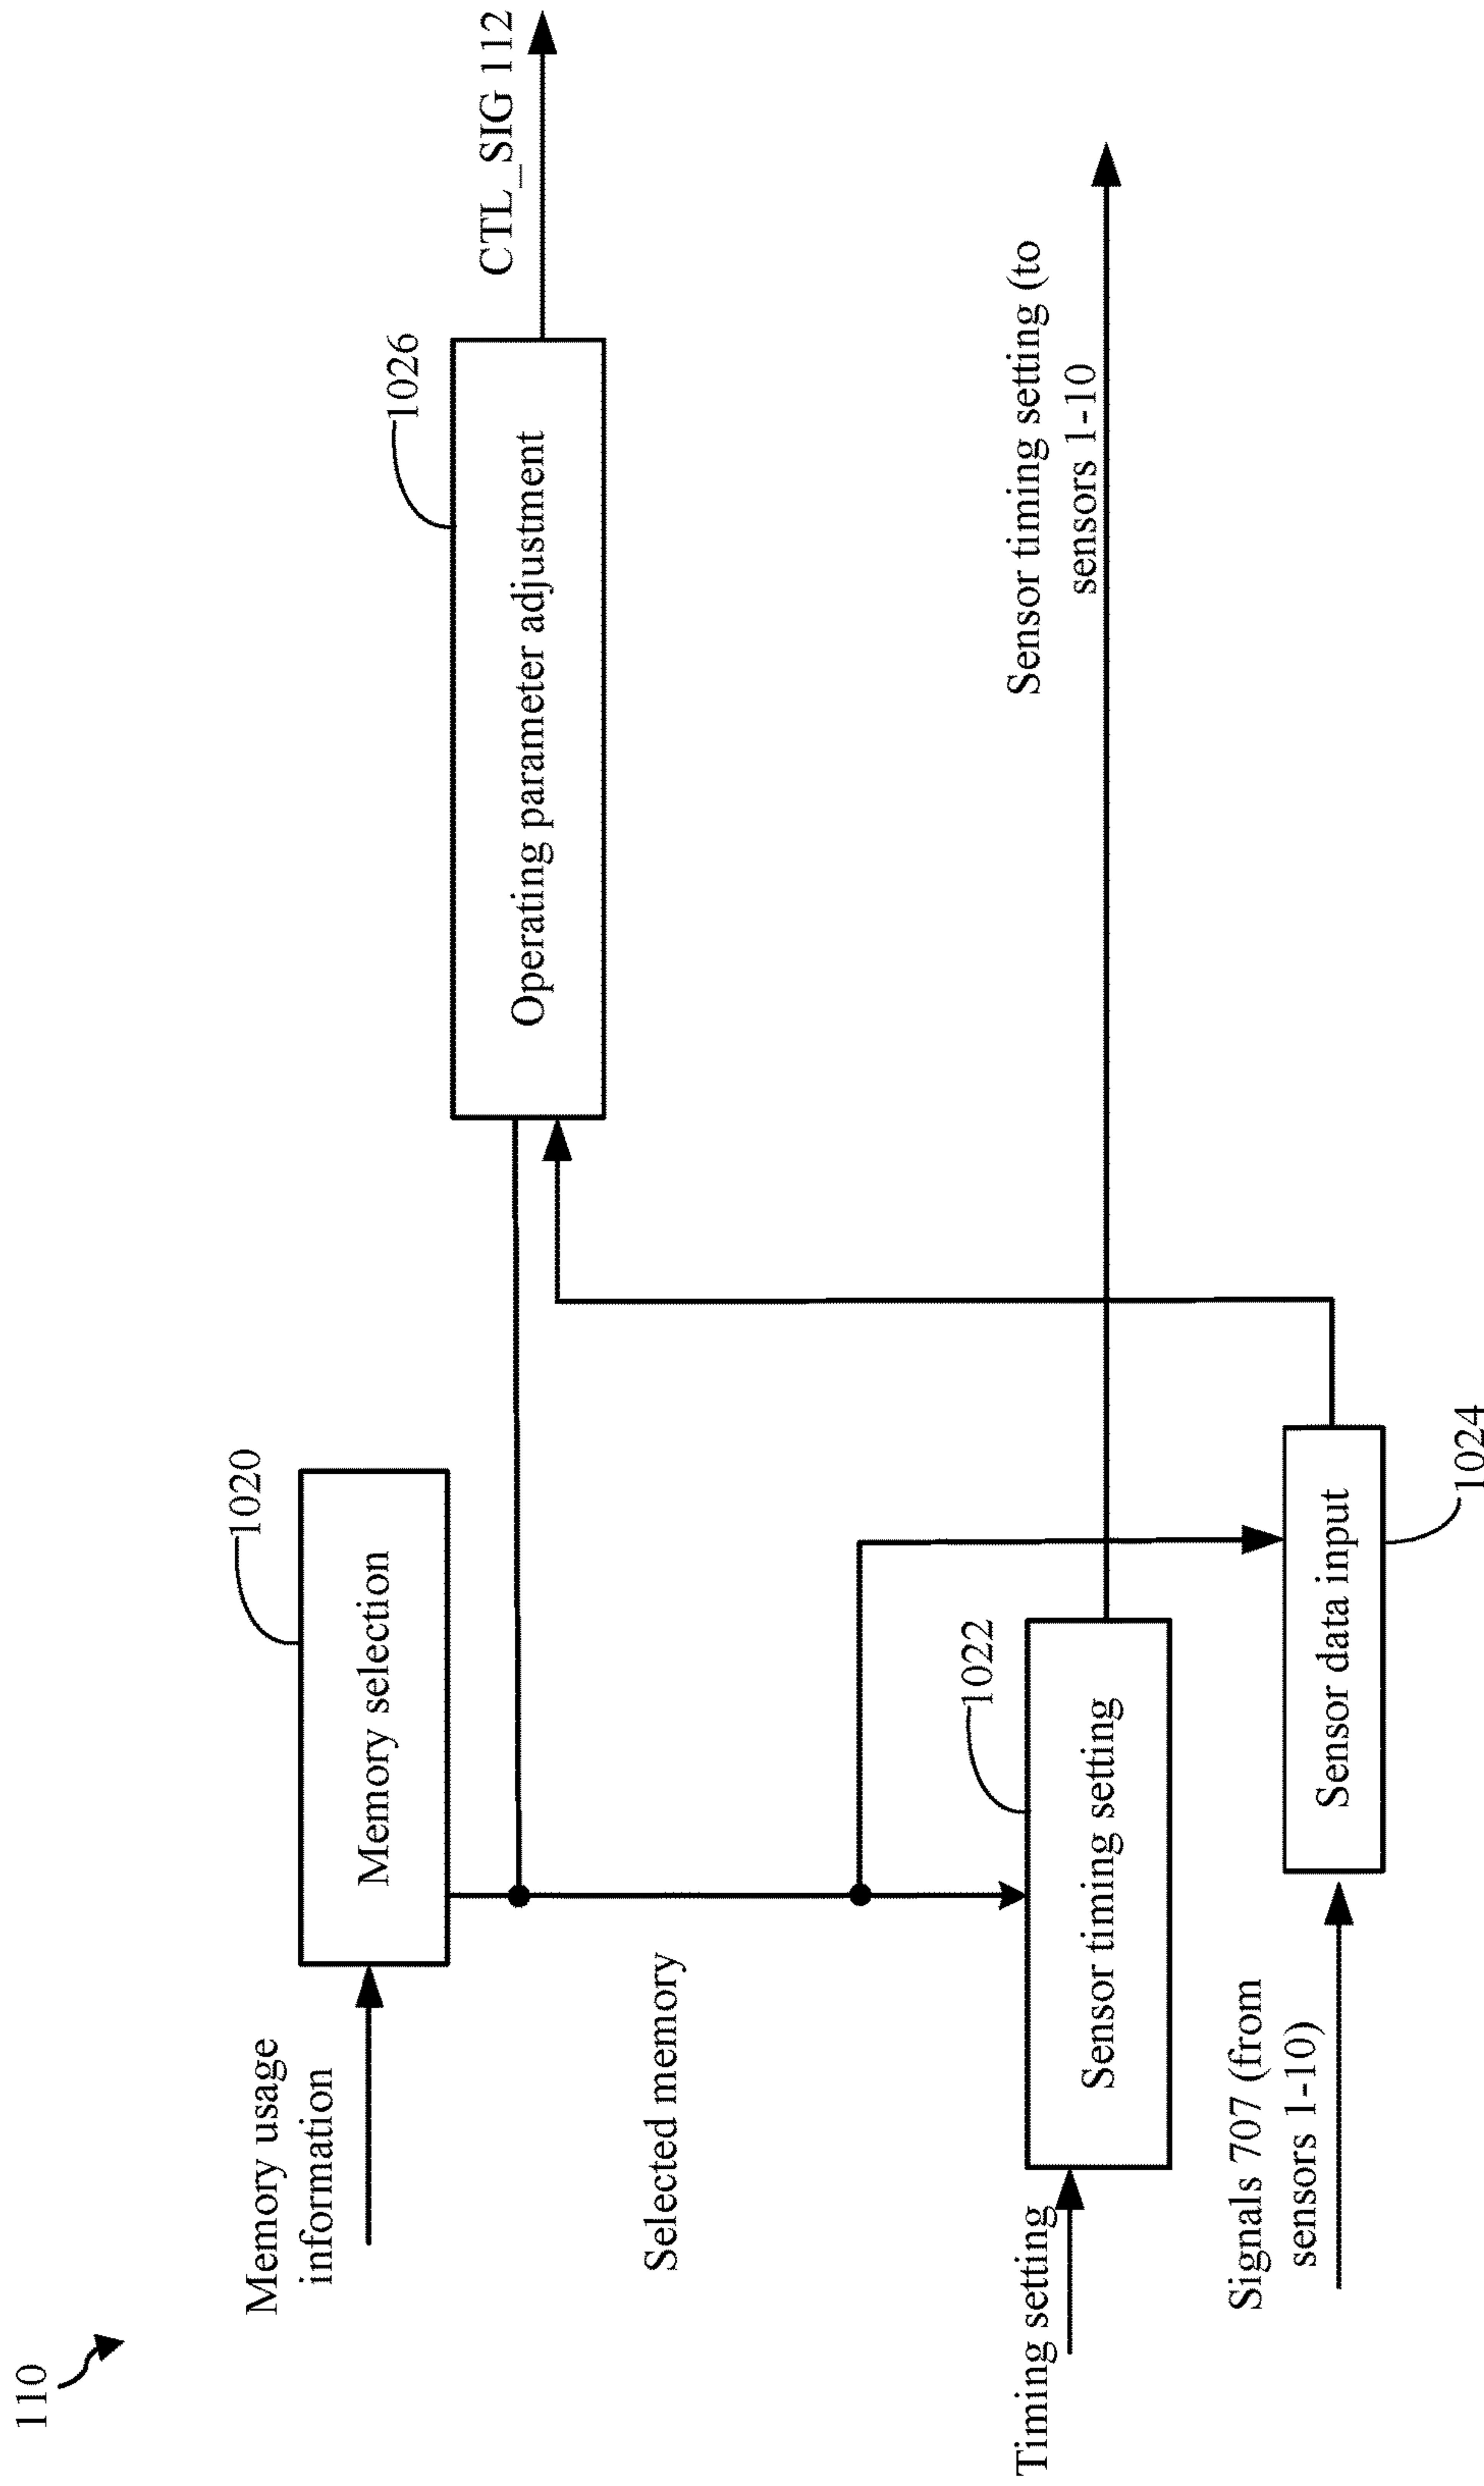 110
Memory usage
information
Memory selection
1020
Selected memory
Operating parameter adjustment
1026
CTL_SIG 112
Timing setting
Sensor timing setting
1022
Sensor timing setting (to
sensors 1-10
Signals 707 (from
sensors 1-10)
Sensor data input
1024